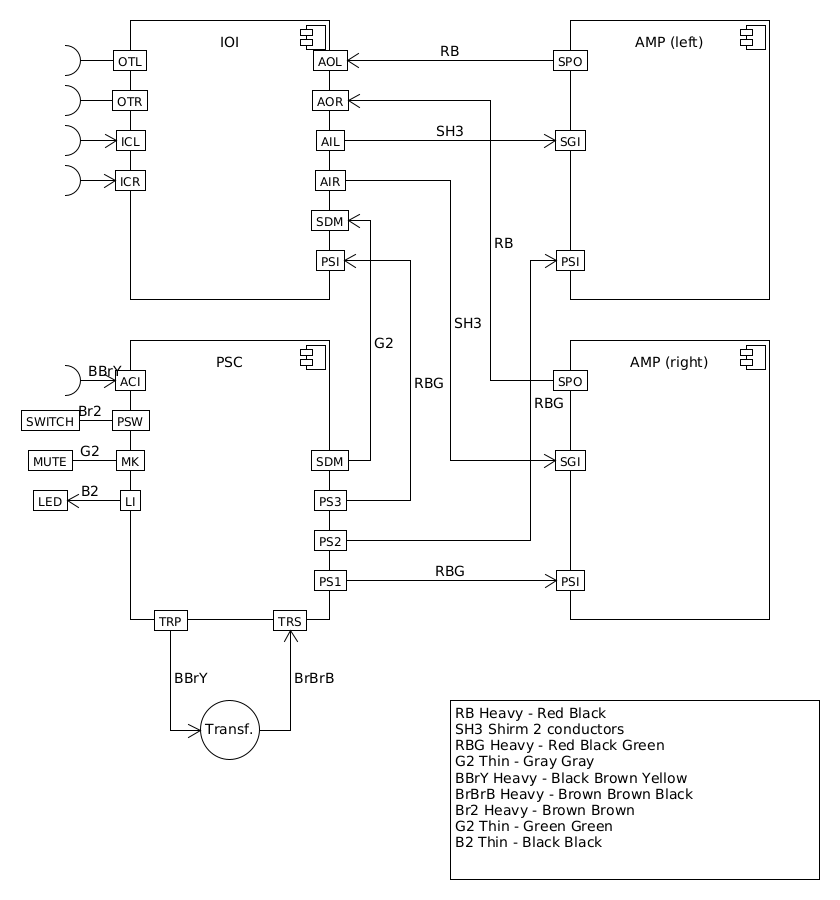 IOI
AMP (left)
OTL
AOL
RB
SPO
OTR
AOR
ICL
AIL
SH3
SGI
ICR
AIR
SDM
RB
PSI
PSI
SH3
G2
PSC
AMP (right)
BBrY
ACI
RBG
SPO
Br2
RBG
SWITCH
PSW
G2
MUTE
MK
SDM
SGI
B2
LED
LI
PS3
PS2
RBG
PS1
PSI
TRP
TRS
BBrY
BrBrB
Transf.
RB Heavy - Red Black
SH3 Shirm 2 conductors
RBG Heavy - Red Black Green
G2 Thin - Gray Gray
BBrY Heavy - Black Brown Yellow
BrBrB Heavy - Brown Brown Black
Br2 Heavy - Brown Brown
G2 Thin - Green Green
B2 Thin - Black Black